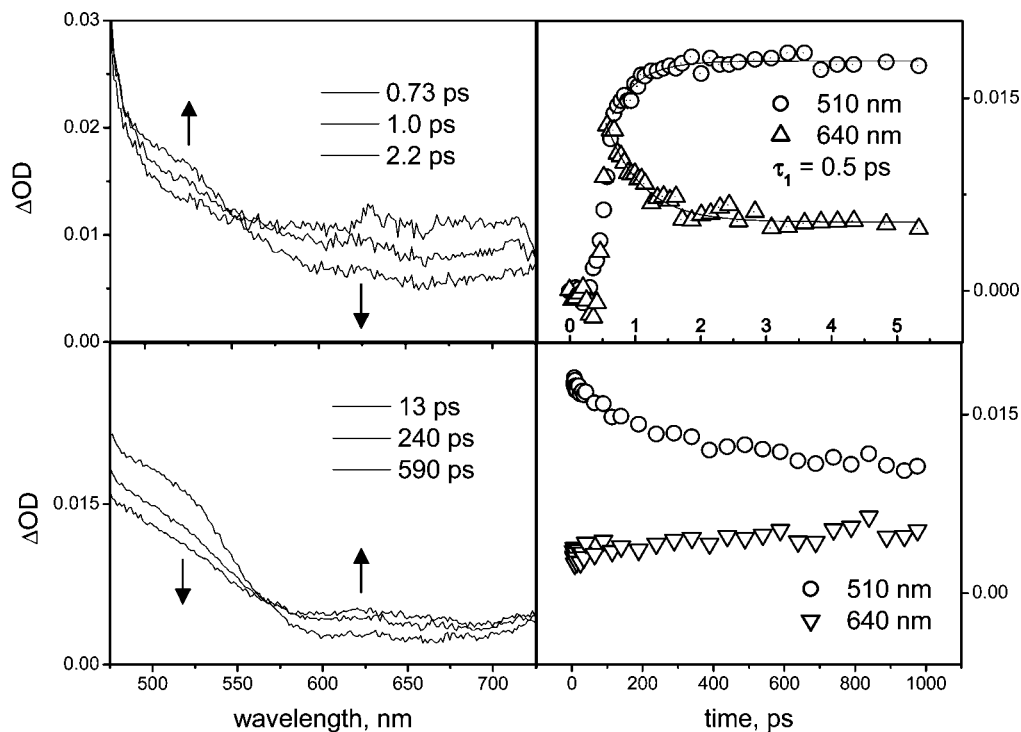 0.03
0.02
0.01
0.00
ΔOD
0.73 ps
1.0 ps
2.2 ps
510 nm
640 nm
τ1 = 0.5 ps
0.015
0.000
0 1 2 3 4 5
0.015
0.00
ΔOD
13 ps
240 ps
590 ps
500 550 600 650 700
wavelength, nm
0.015
0.00
510 nm
640 nm
0 200 400 600 800 1000
time, ps